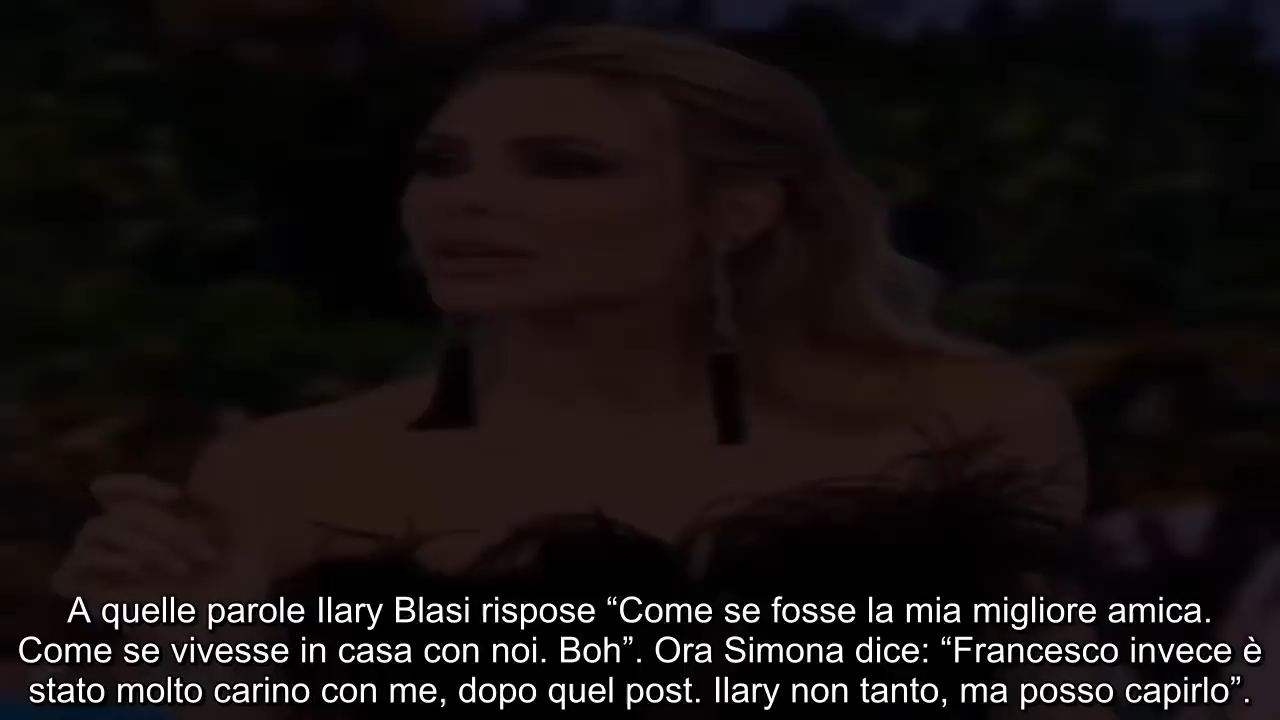 A quelle parole Ilary Blasi rispose “Come se fosse la mia migliore amica.
Come se vivesse in casa con noi. Boh”. Ora Simona dice: “Francesco invece è
stato molto carino con me, dopo quel post. Ilary non tanto, ma posso capirlo”.